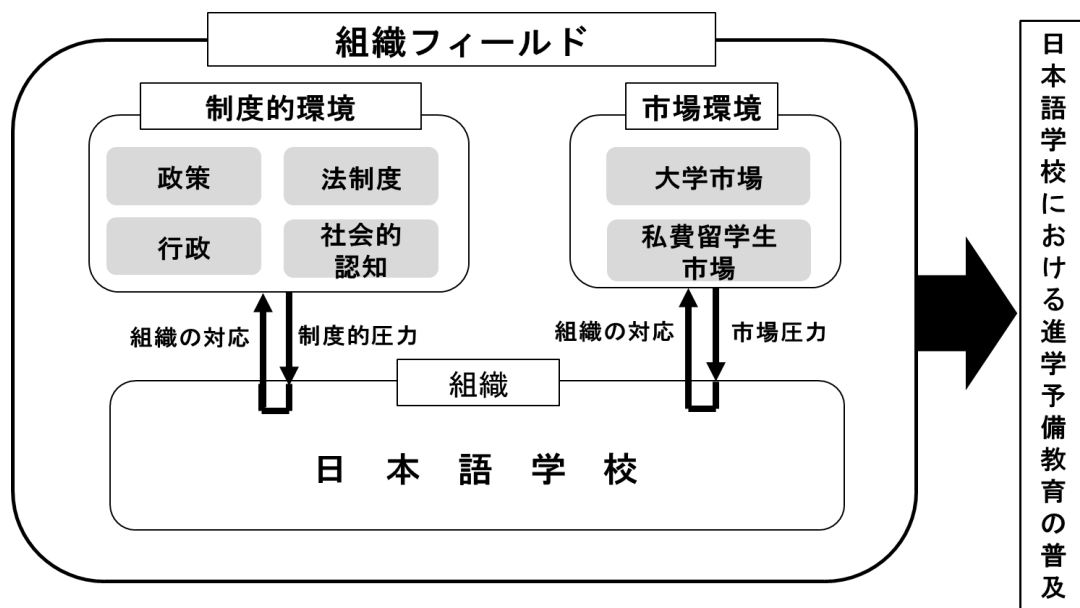 組織フィールド
制度的環境
政策
法制度
行政
社会的
認知
市場環境
大学市場
私費留学生
市場
組織の対応
制度的圧力
組織の対応
市場圧力
組織
日本語学校
日本語学校における進学予備教育の普及